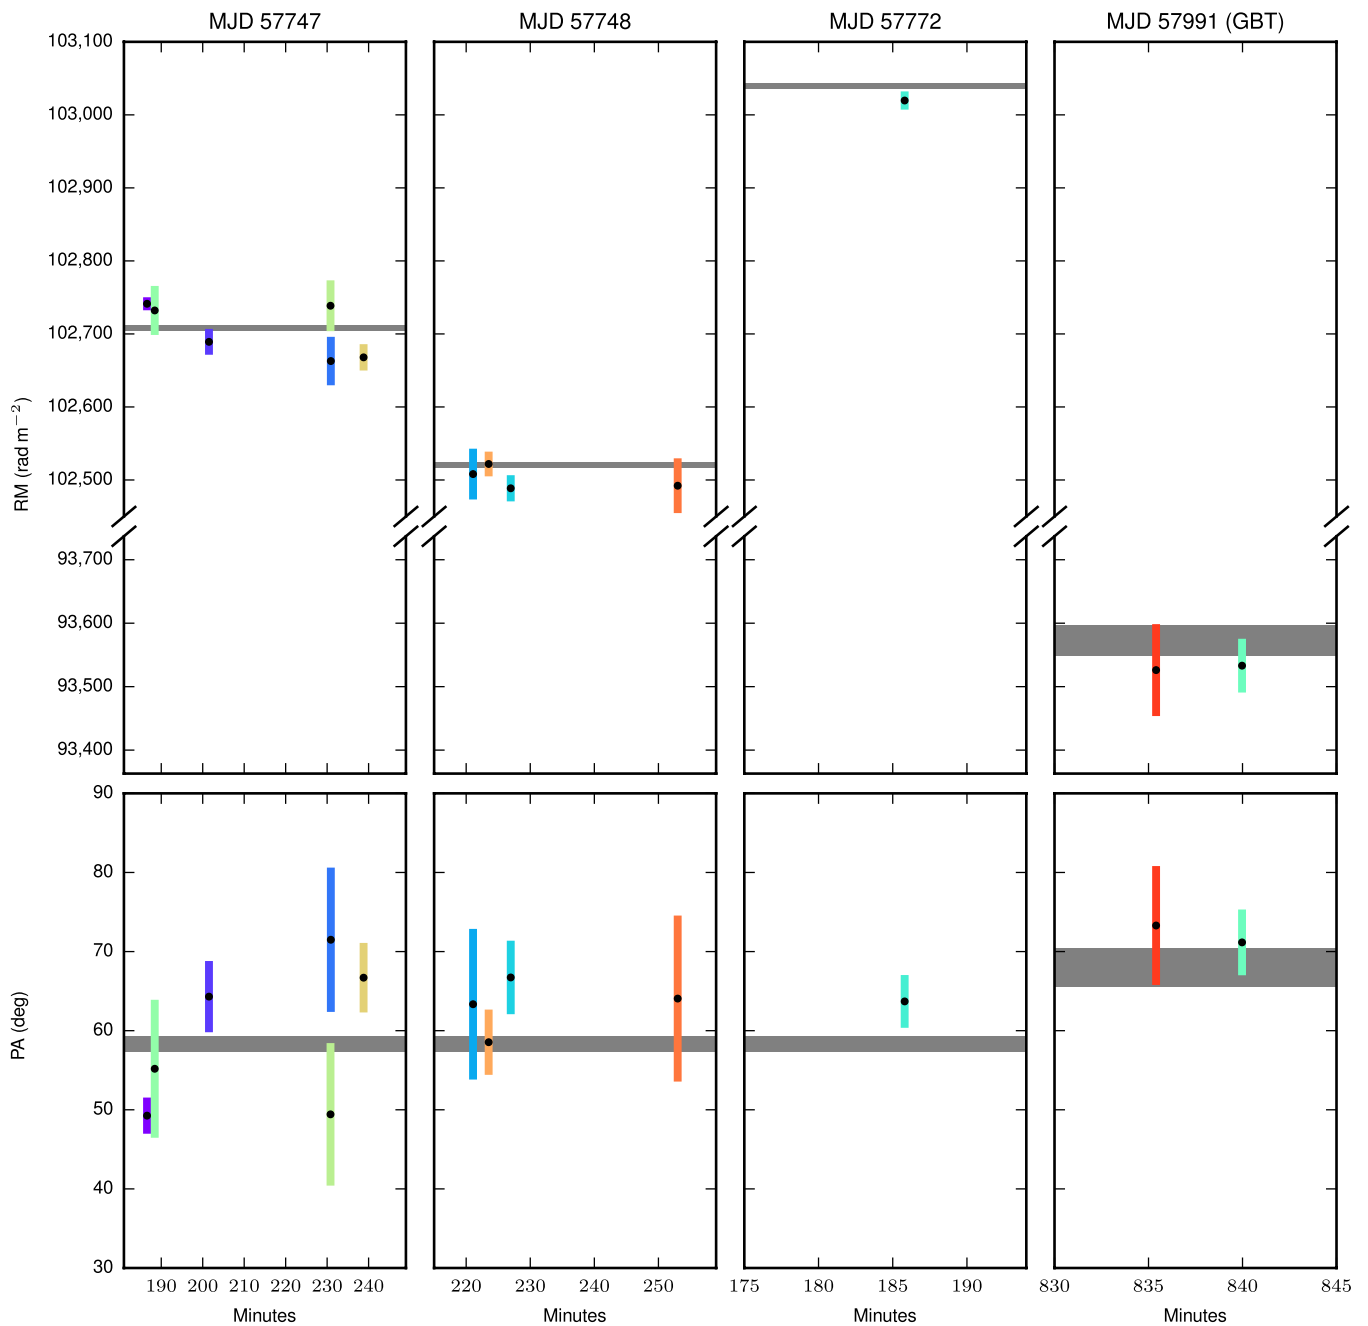 MJD 57747 MJD 57748 MJD 57772 MJD 57991 (GBT)
103,100
103,000
102,900
102,800
102,700
102,600
102,500
RM (rad m⁻²)
93,700
93,600
93,500
93,400
90
80
70
60
50
40
30
PA (deg)
190 200 210 220 220 230 240
220 230 240 250
175 180 185 190
830 835 840 845
Minutes Minutes Minutes Minutes